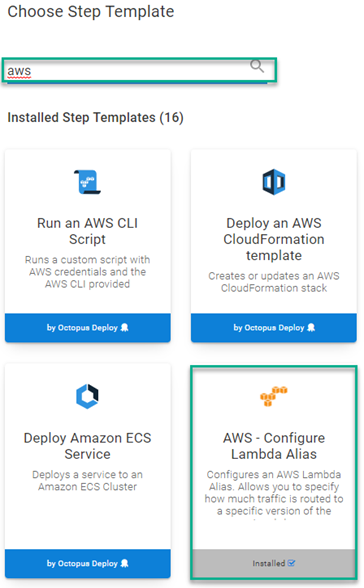 Choose Step Template
aws
Installed Step Templates (16)
Run an AWS CLI
Script
Runs a custom script with
AWS credentials and the
AWS CLI provided
by Octopus Deploy
Deploy an AWS
CloudFormation
template
Creates or updates an AWS
CloudFormation stack
by Octopus Deploy
Deploy Amazon ECS
Service
Deploys a service to an
Amazon ECS Cluster
by Octopus Deploy
AWS - Configure
Lambda Alias
Configures an AWS Lambda
Alias. Allows you to specify
how much traffic is routed to
a specific version of the
Installed